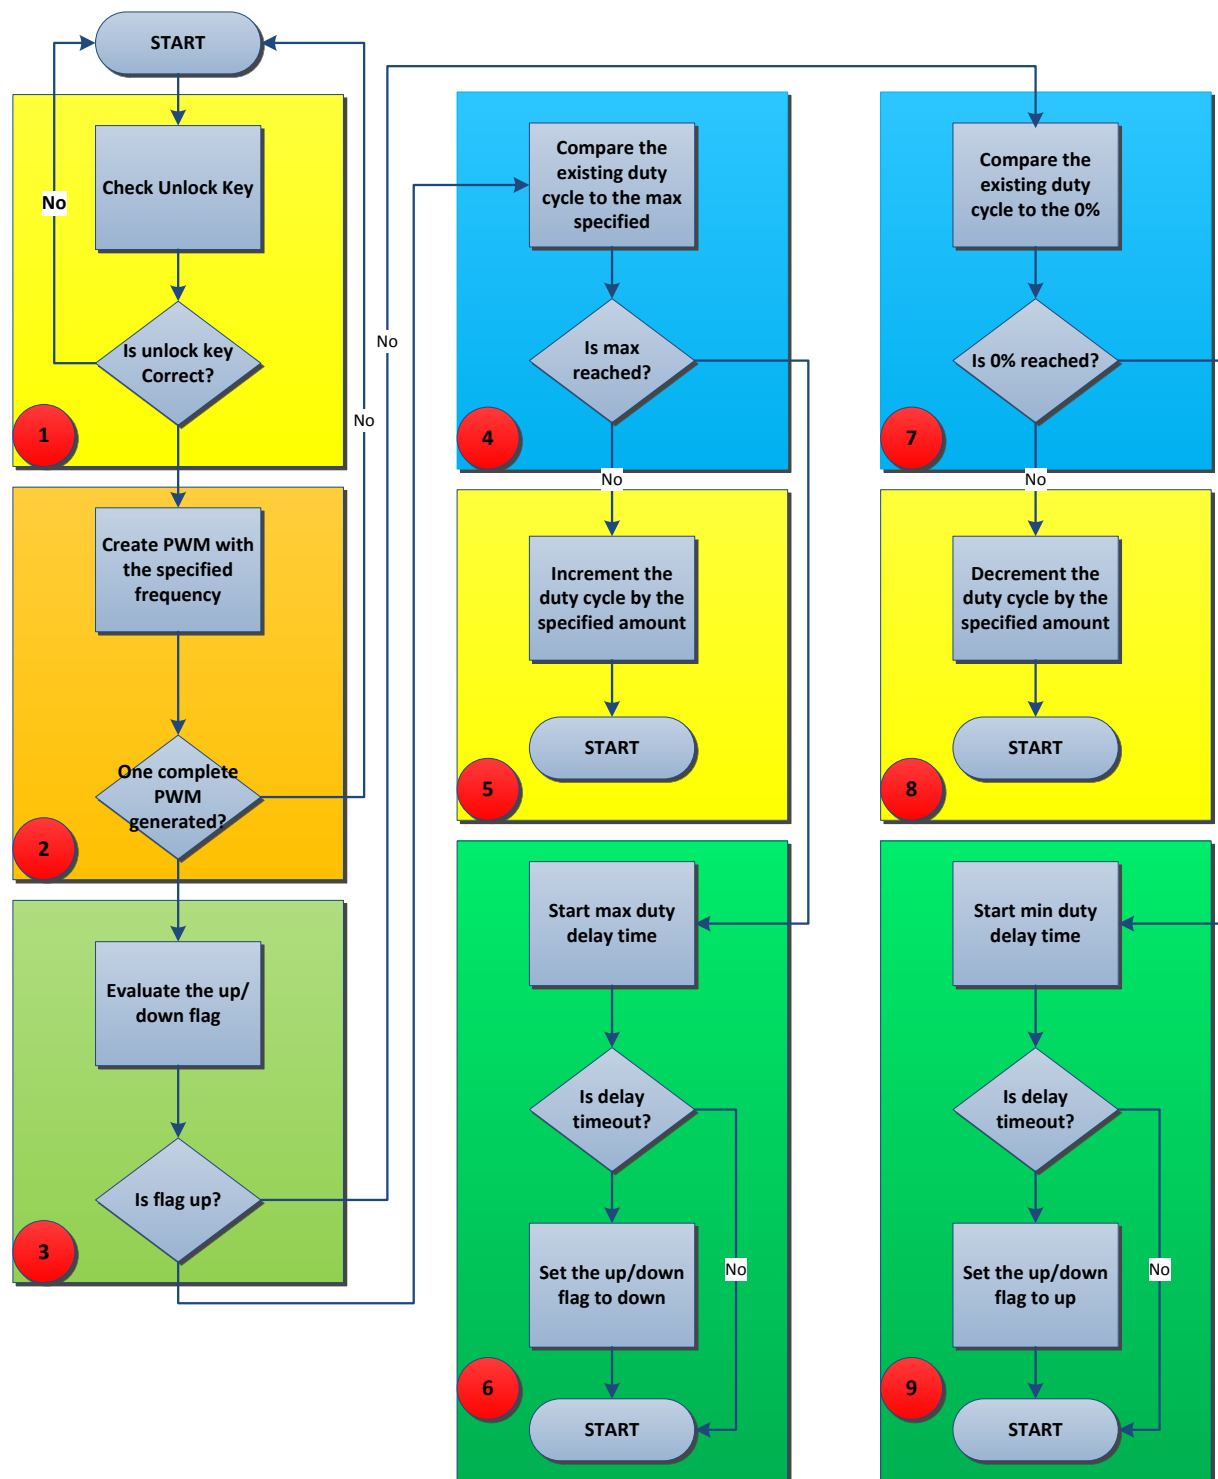 START
Check Unlock Key
No
Is unlock key
Correct?
1
Create PWM with
the specified
frequency
One complete
PWM
generated?
No
2
Evaluate the up/
down flag
Is flag up?
No
3
Compare the
existing duty
cycle to the max
specified
Is max
reached?
4
No
Increment the
duty cycle by the
specified amount
START
5
Start max duty
delay time
Is delay
timeout?
No
Set the up/down
flag to down
6
START
Compare the
existing duty
cycle to the 0%
Is 0% reached?
7
No
Decrement the
duty cycle by the
specified amount
START
8
Start min duty
delay time
Is delay
timeout?
No
Set the up/down
flag to up
9
START